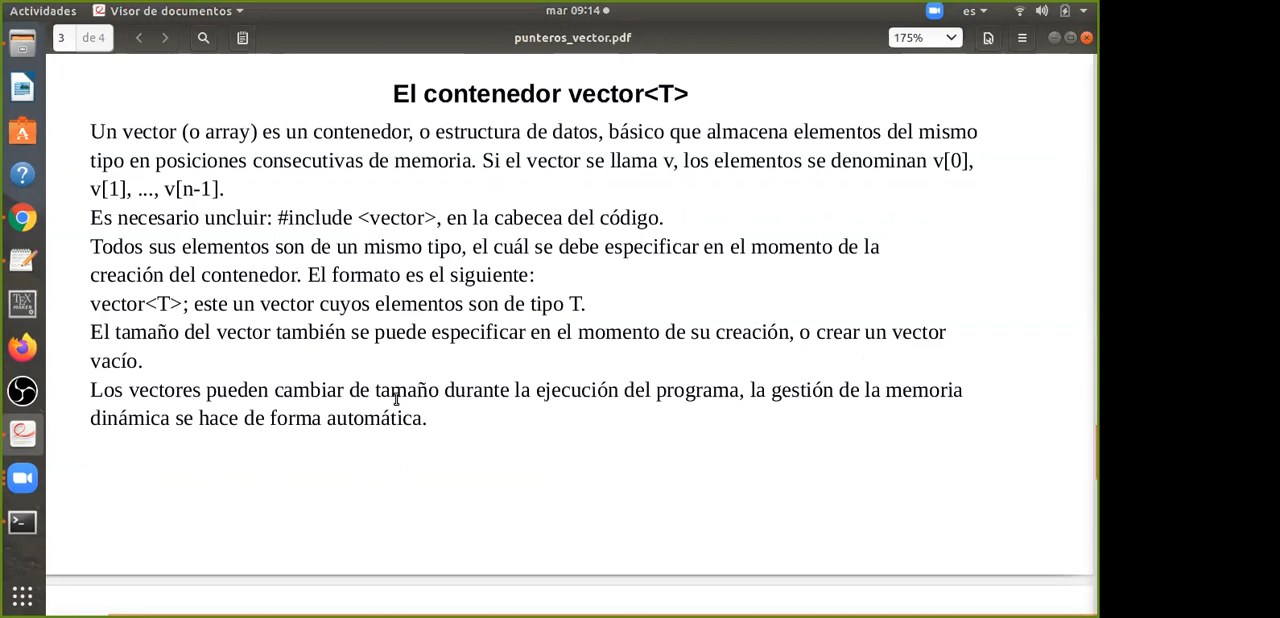 Actividades Visor de documentos mar 09:14 es
3 de 4 punteros_vector.pdf 175%
El contenedor vector<T>
Un vector (o array) es un contenedor, o estructura de datos, básico que almacena elementos del mismo
tipo en posiciones consecutivas de memoria. Si el vector se llama v, los elementos se denominan v[0],
v[1], ..., v[n-1].
Es necesario uncluir: #include <vector>, en la cabecea del código.
Todos sus elementos son de un mismo tipo, el cuál se debe especificar en el momento de la
creación del contenedor. El formato es el siguiente:
vector<T>; este un vector cuyos elementos son de tipo T.
El tamaño del vector también se puede especificar en el momento de su creación, o crear un vector
vacío.
Los vectores pueden cambiar de tamaño durante la ejecución del programa, la gestión de la memoria
dinámica se hace de forma automática.